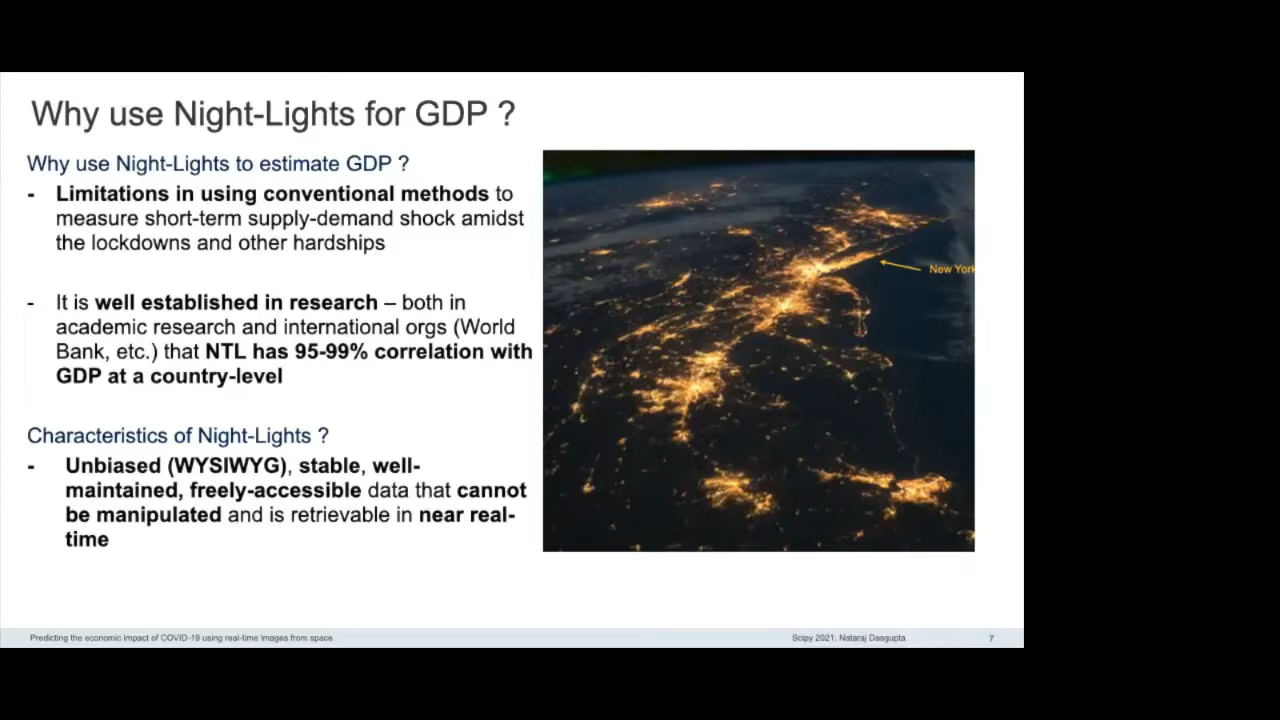 Why use Night-Lights for GDP ?
Why use Night-Lights to estimate GDP ?
- Limitations in using conventional methods to
measure short-term supply-demand shock amidst
the lockdowns and other hardships
- It is well established in research – both in
academic research and international orgs (World
Bank, etc.) that NTL has 95-99% correlation with
GDP at a country-level
Characteristics of Night-Lights ?
- Unbiased (WYSIWYG), stable, well-
maintained, freely-accessible data that cannot
be manipulated and is retrievable in near real-
time
New York
Predicting the economic impact of COVID-19 using real-time images from space
Scipy 2021: Nataraj Dasgupta
7